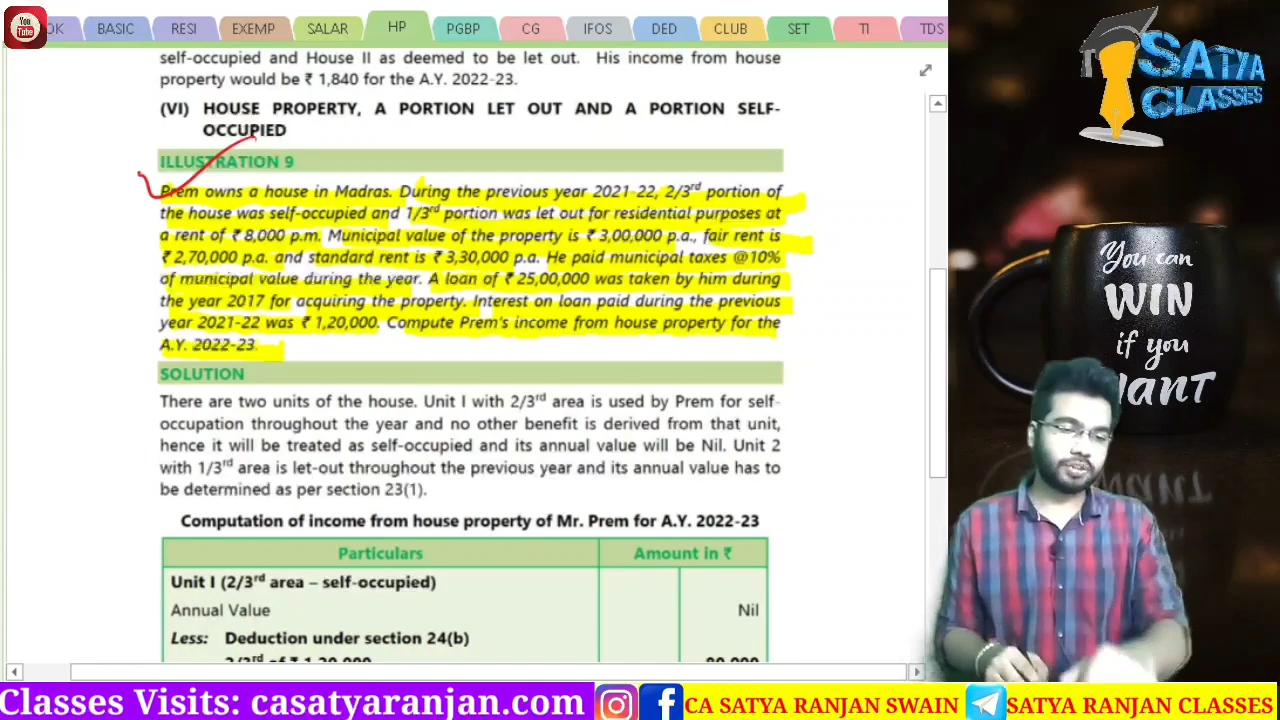 You
Tube
OK BASIC RESI EXEMP SALAR HP PGBP CG IFOS DED CLUB SET TI TDS
SATYA
CLASSES
self-occupied and House II as deemed to be let out. His income from house
property would be ₹ 1,840 for the A.Y. 2022-23.
(VI) HOUSE PROPERTY, A PORTION LET OUT AND A PORTION SELF-
OCCUPIED
ILLUSTRATION 9
Prem owns a house in Madras. During the previous year 2021-22, 2/3rd portion of
the house was self-occupied and 1/3rd portion was let out for residential purposes at
a rent of ₹ 8,000 p.m. Municipal value of the property is ₹ 3,00,000 p.a., fair rent is
₹ 2,70,000 p.a. and standard rent is ₹ 3,30,000 p.a. He paid municipal taxes @10%
of municipal value during the year. A loan of ₹ 25,00,000 was taken by him during
the year 2017 for acquiring the property. Interest on loan paid during the previous
year 2021-22 was ₹ 1,20,000. Compute Prem's income from house property for the
A.Y. 2022-23.
SOLUTION
There are two units of the house. Unit I with 2/3rd area is used by Prem for self-
occupation throughout the year and no other benefit is derived from that unit,
hence it will be treated as self-occupied and its annual value will be Nil. Unit 2
with 1/3rd area is let-out throughout the previous year and its annual value has to
be determined as per section 23(1).
Computation of income from house property of Mr. Prem for A.Y. 2022-23
Particulars Amount in ₹
Unit I (2/3rd area – self-occupied)
Annual Value Nil
Less: Deduction under section 24(b)
2/3rd of ₹ 1,20,000 80,000
You can
WIN
if you
WANT
Classes Visits: casatyaranjan.com CA SATYA RANJAN SWAIN SATYA RANJAN CLASSES